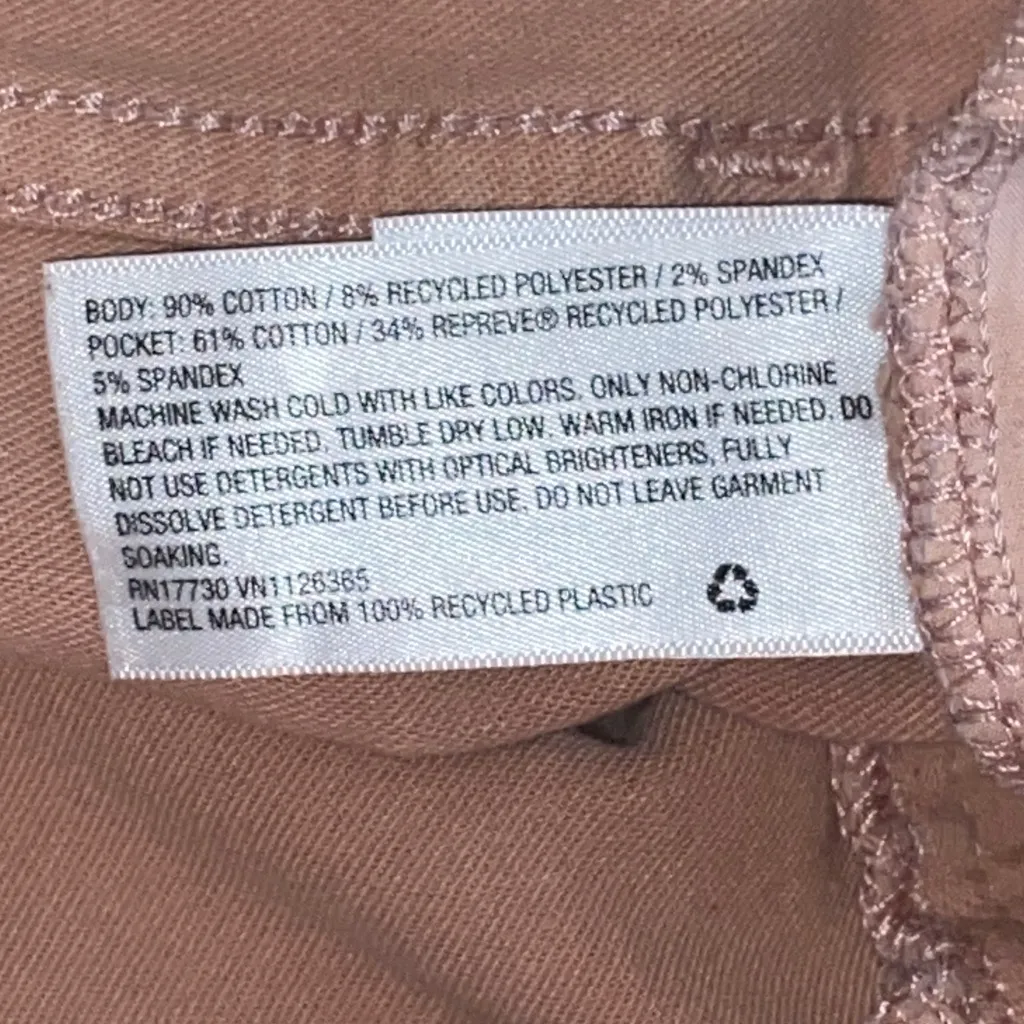 BODY: 90% COTTON / 8% RECYCLED POLYESTER / 2% SPANDEX
POCKET: 61% COTTON / 34% REPREVE® RECYCLED POLYESTER /
5% SPANDEX
MACHINE WASH COLD WITH LIKE COLORS. ONLY NON-CHLORINE
BLEACH IF NEEDED. TUMBLE DRY LOW. WARM IRON IF NEEDED. DO
NOT USE DETERGENTS WITH OPTICAL BRIGHTENERS, FULLY
DISSOLVE DETERGENT BEFORE USE. DO NOT LEAVE GARMENT
SOAKING.
RN17730 VN1126365
LABEL MADE FROM 100% RECYCLED PLASTIC